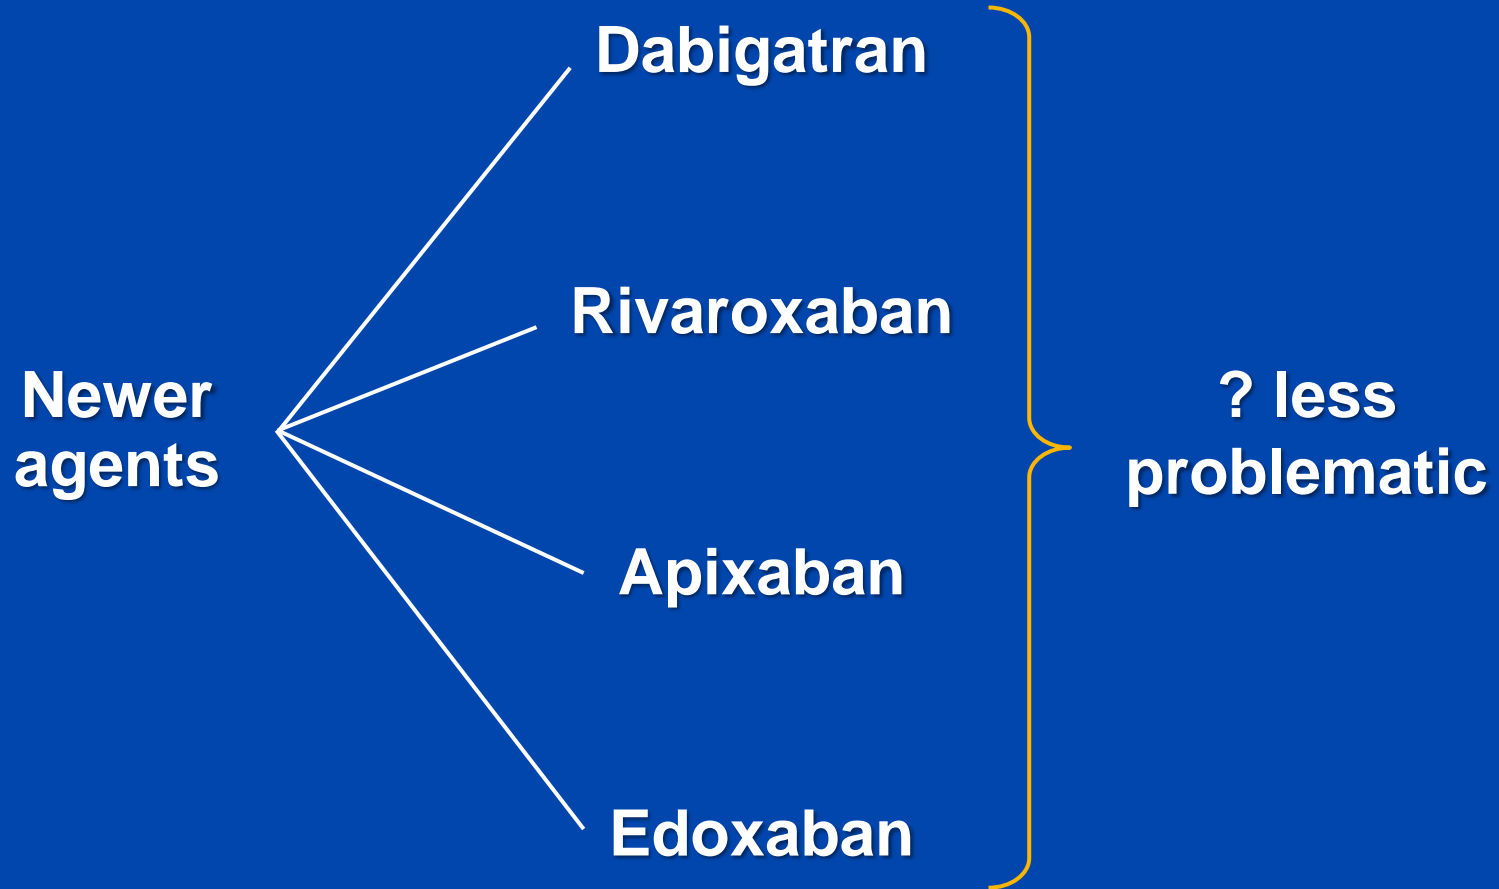 Newer
agents
Dabigatran
Rivaroxaban
Apixaban
Edoxaban
? less
problematic